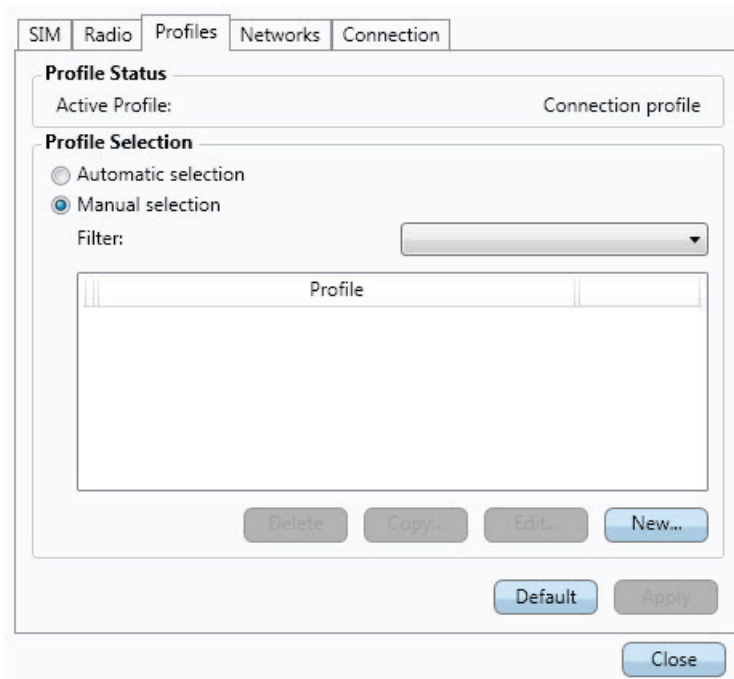 SIM Radio Profiles Networks Connection
Profile Status
Active Profile: Connection profile
Profile Selection
Automatic selection
Manual selection
Filter:
Profile
Delete Copy... Edit... New...
Default Apply
Close